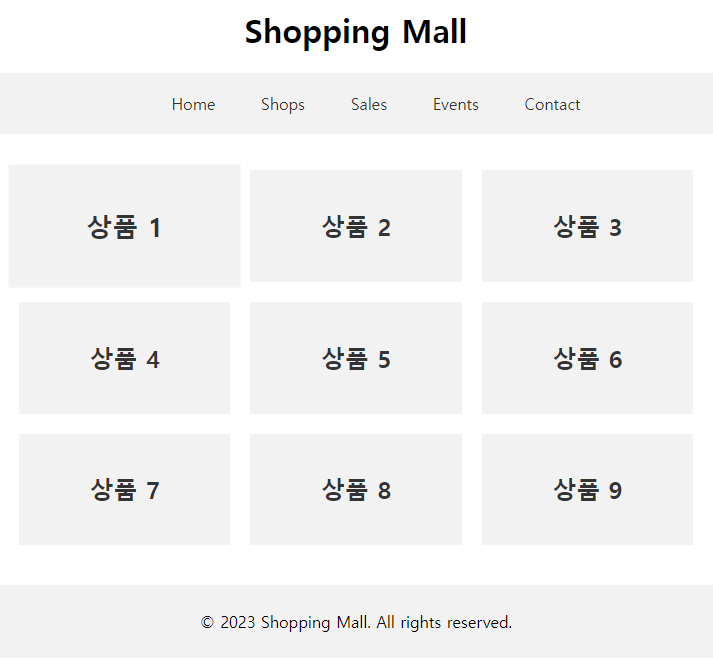 Shopping Mall
Home Shops Sales Events Contact
상품 1 상품 2 상품 3
상품 4 상품 5 상품 6
상품 7 상품 8 상품 9
© 2023 Shopping Mall. All rights reserved.